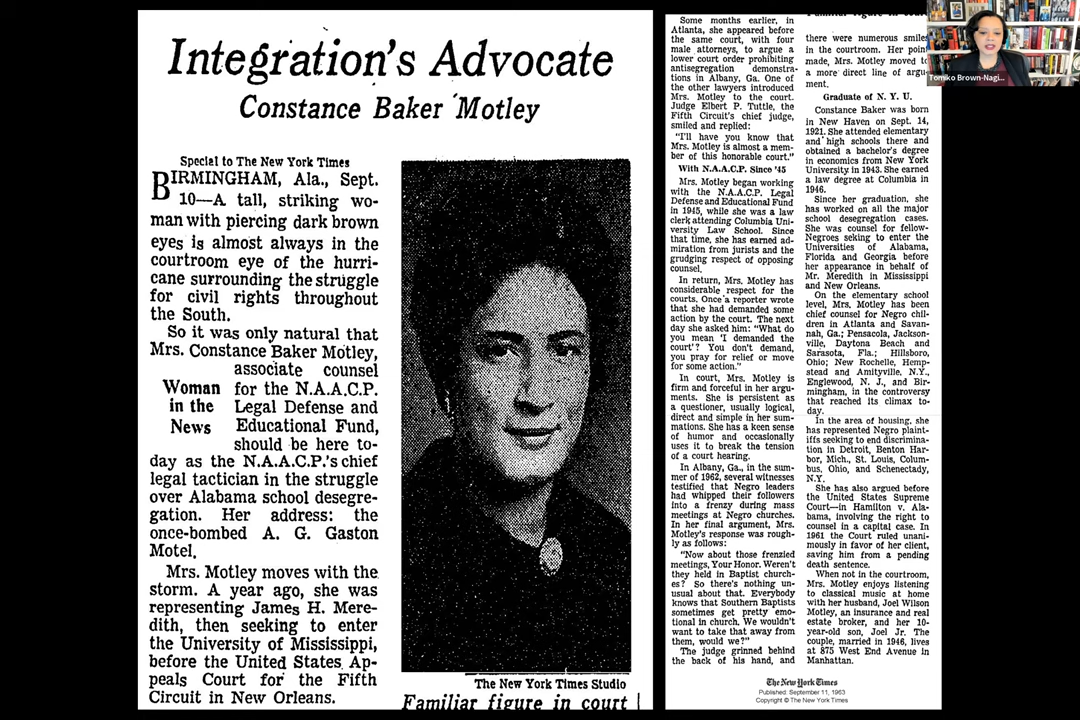 Integration's Advocate
Constance Baker Motley
Special to The New York Times
BIRMINGHAM, Ala., Sept.
10—A tall, striking wo-
man with piercing dark brown
eyes is almost always in the
courtroom eye of the hurri-
cane surrounding the struggle
for civil rights throughout
the South.
So it was only natural that
Mrs. Constance Baker Motley,
associate counsel
for the N.A.A.C.P.
Legal Defense and
Educational Fund,
should be here to-
Woman
in the
News
day as the N.A.A.C.P.'s chief
legal tactician in the struggle
over Alabama school desegre-
gation. Her address: the
once-bombed A. G. Gaston
Motel.
Mrs. Motley moves with the
storm. A year ago, she was
representing James H. Mere-
dith, then seeking to enter
the University of Mississippi,
before the United States Ap-
peals Court for the Fifth
Circuit in New Orleans.
The New York Times Studio
Familiar figure in court
Some months earlier, in
Atlanta, she appeared before
the same court, with four
male attorneys, to argue a
lower court order prohibiting
antisegregation demonstra-
tions in Albany, Ga. One of
the other lawyers introduced
Mrs. Motley to the court.
Judge Elbert P. Tuttle, the
Fifth Circuit's chief judge,
smiled and replied:
"I'll have you know that
Mrs. Motley is almost a mem-
ber of this honorable court."
With N.A.A.C.P. Since '45
Mrs. Motley began working
with the N.A.A.C.P. Legal
Defense and Educational Fund
in 1945, while she was a law
clerk attending Columbia Uni-
versity Law School. Since
that time, she has earned ad-
miration from jurists and the
grudging respect of opposing
counsel.
In return, Mrs. Motley has
considerable respect for the
courts. Once a reporter wrote
that she had demanded some
action by the court. The next
day she asked him: "What do
you mean 'I demanded the
court'? You don't demand,
you pray for relief or move
for some action."
In court, Mrs. Motley is
firm and forceful in her argu-
ments. She is persistent as
a questioner, usually logical,
direct and simple in her sum-
mations. She has a keen sense
of humor and occasionally
uses it to break the tension
of a court hearing.
In Albany, Ga., in the sum-
mer of 1962, several witnesses
testified that Negro leaders
had whipped their followers
into a frenzy during mass
meetings at Negro churches.
In her final argument, Mrs.
Motley's response was rough-
ly as follows:
"Now about those frenzied
meetings, Your Honor. Weren't
they held in Baptist church-
es? So there's nothing un-
usual about that. Everybody
knows that Southern Baptists
sometimes get pretty emo-
tional in church. We wouldn't
want to take that away from
them, would we?"
The judge grinned behind
the back of his hand, and
there were numerous smiles
in the courtroom. Her point
made, Mrs. Motley moved to
a more direct line of argu-
ment.
Graduate of N. Y. U.
Constance Baker was born
in New Haven on Sept. 14,
1921. She attended elementary
and high schools there and
obtained a bachelor's degree
in economics from New York
University in 1943. She earned
a law degree at Columbia in
1946.
Since her graduation, she
has worked on all the major
school desegregation cases.
She was counsel for fellow-
Negroes seking to enter the
Universities of Alabama,
Florida and Georgia before
her appearance in behalf of
Mr. Meredith in Mississippi
and New Orleans.
On the elementary school
level, Mrs. Motley has been
chief counsel for Negro chil-
dren in Atlanta and Savan-
nah, Ga.; Pensacola, Jackson-
ville, Daytona Beach and
Sarasota, Fla.; Hillsboro,
Ohio; New Rochelle, Hemp-
stead and Amityville, N.Y.,
Englewood, N. J., and Bir-
mingham, in the controversy
that reached its climax to-
day.
In the area of housing, she
has represented Negro plaint-
iffs seeking to end discrimina-
tion in Detroit, Benton Har-
bor, Mich., St. Louis, Colum-
bus, Ohio, and Schenectady,
N.Y.
She has also argued before
the United States Supreme
Court—in Hamilton v. Ala-
bama, involving the right to
counsel in a capital case. In
1961 the Court ruled unani-
mously in favor of her client,
saving him from a pending
death sentence.
When not in the courtroom,
Mrs. Motley enjoys listening
to classical music at home
with her husband, Joel Wilson
Motley, an insurance and real
estate broker, and her 10-
year-old son, Joel Jr. The
couple, married in 1946, lives
at 875 West End Avenue in
Manhattan.
The New York Times
Published: September 11, 1963
Copyright © The New York Times
Tomiko Brown-Nagi...